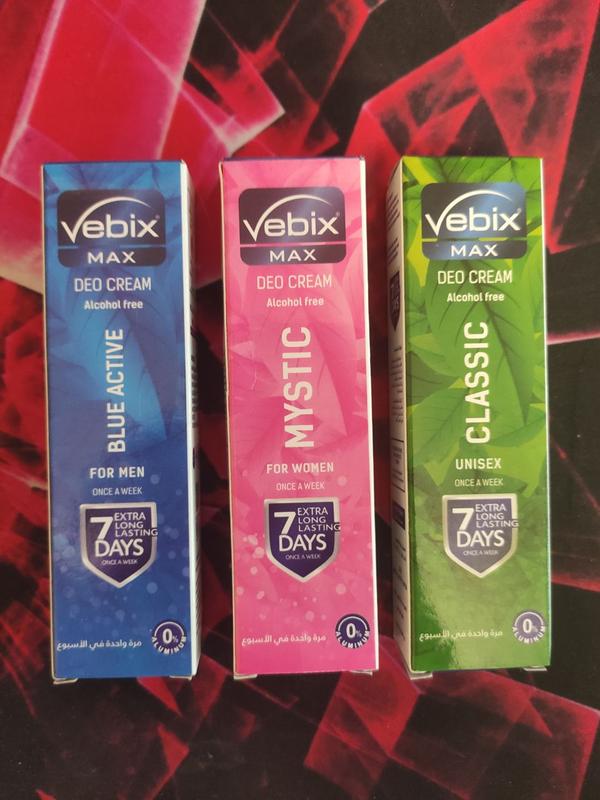 Vebix®
MAX
DEO CREAM
Alcohol free
BLUE ACTIVE
FOR MEN
ONCE A WEEK
7 EXTRA
LONG
LASTING
DAYS
ONCE A WEEK
مرة واحدة في الأسبوع
0%
ALUMINUM
Vebix®
MAX
DEO CREAM
Alcohol free
MYSTIC
FOR WOMEN
ONCE A WEEK
7 EXTRA
LONG
LASTING
DAYS
ONCE A WEEK
مرة واحدة في الأسبوع
0%
ALUMINUM
Vebix®
MAX
DEO CREAM
Alcohol free
CLASSIC
UNISEX
ONCE A WEEK
7 EXTRA
LONG
LASTING
DAYS
ONCE A WEEK
مرة واحدة في الأسبوع
0%
ALUMINUM